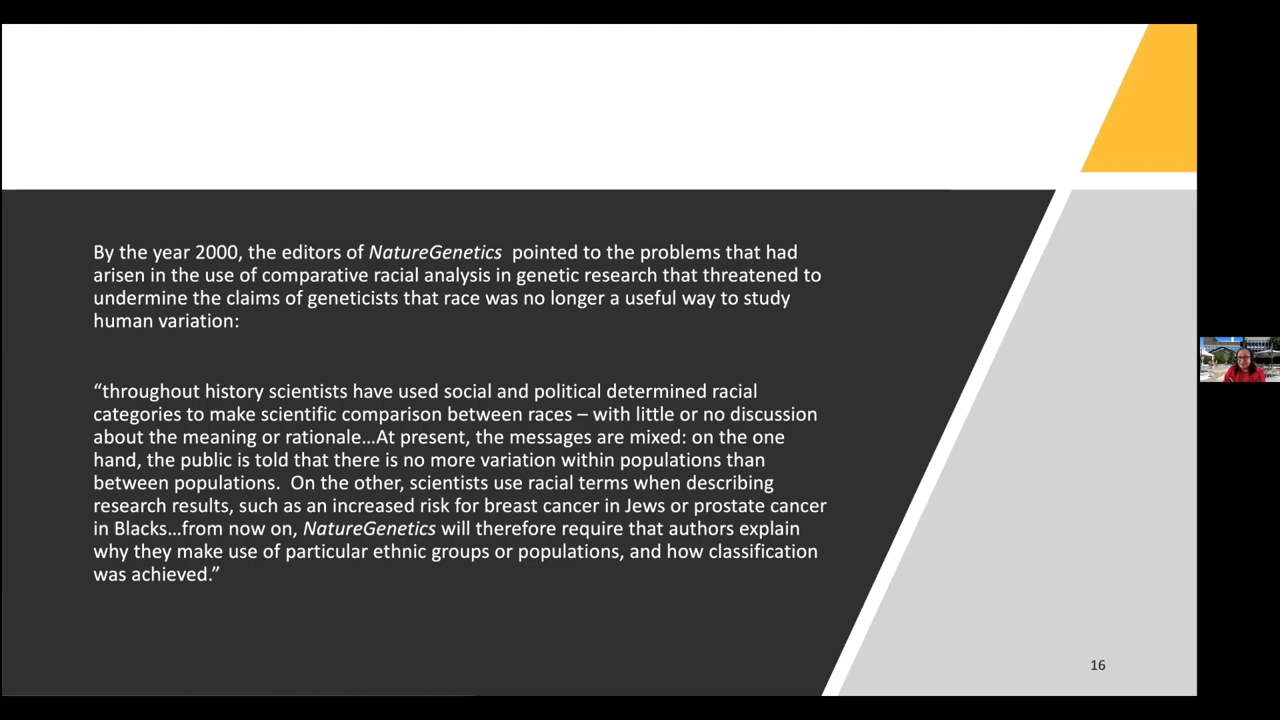 By the year 2000, the editors of NatureGenetics pointed to the problems that had
arisen in the use of comparative racial analysis in genetic research that threatened to
undermine the claims of geneticists that race was no longer a useful way to study
human variation:
“throughout history scientists have used social and political determined racial
categories to make scientific comparison between races – with little or no discussion
about the meaning or rationale…At present, the messages are mixed: on the one
hand, the public is told that there is no more variation within populations than
between populations. On the other, scientists use racial terms when describing
research results, such as an increased risk for breast cancer in Jews or prostate cancer
in Blacks…from now on, NatureGenetics will therefore require that authors explain
why they make use of particular ethnic groups or populations, and how classification
was achieved.”
16